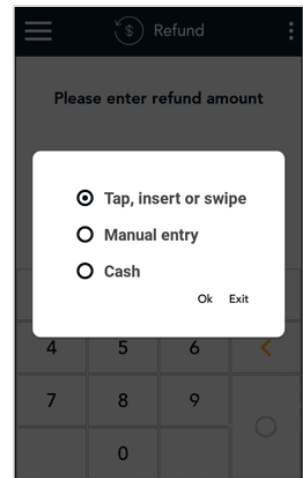 Refund
Please enter refund amount
Tap, insert or swipe
Manual entry
Cash
Ok Exit
4 5 6
7 8 9
0